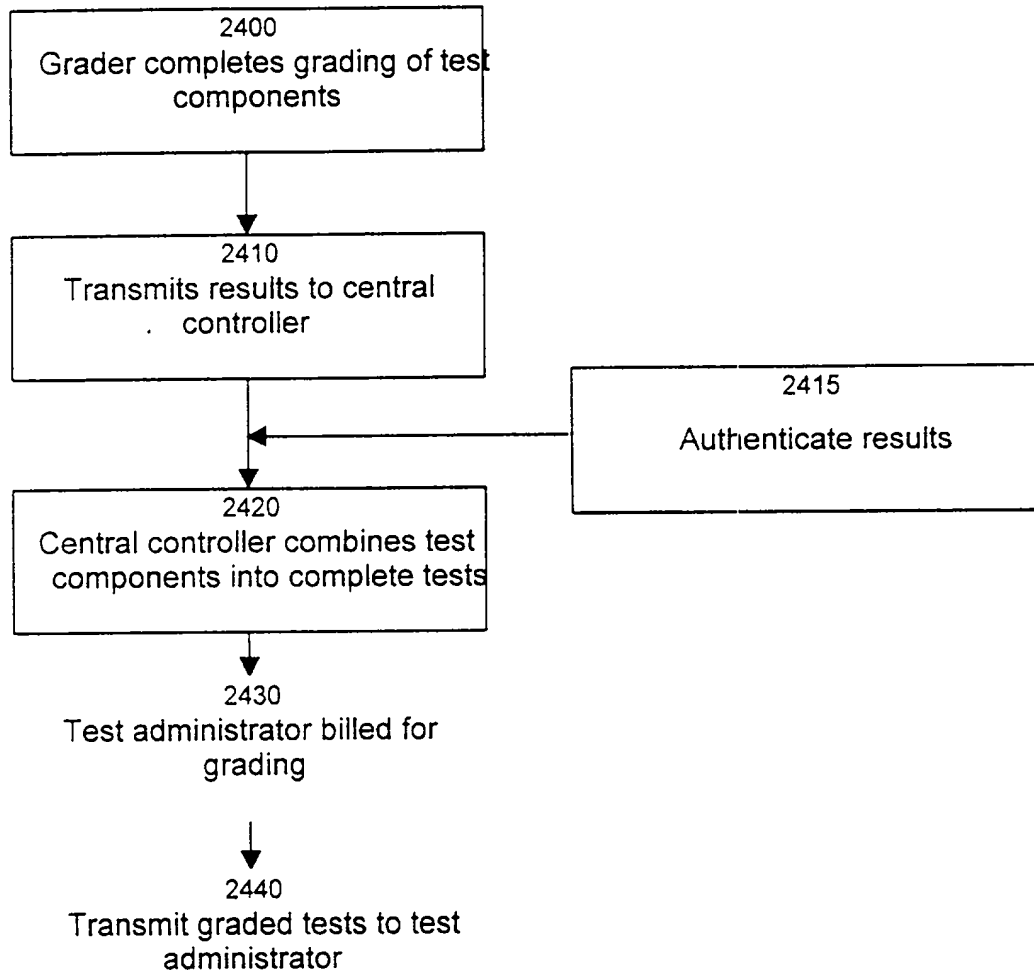 2400
Grader completes grading of test
components
2410
Transmits results to central
controller
2415
Authenticate results
2420
Central controller combines test
components into complete tests
2430
Test administrator billed for
grading
2440
Transmit graded tests to test
administrator